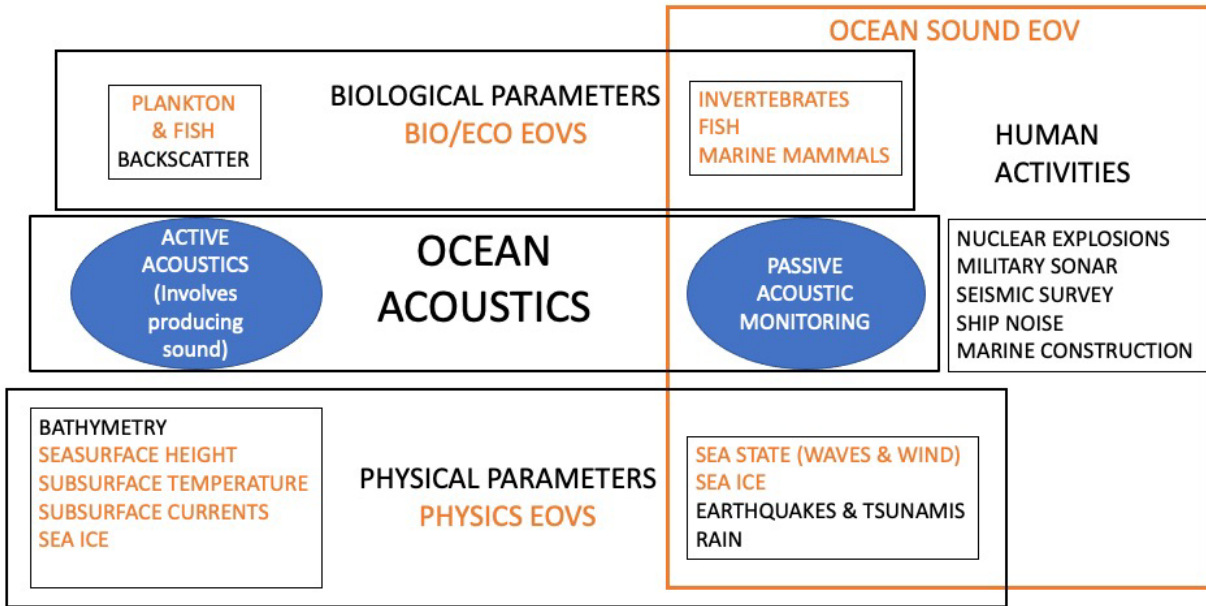 OCEAN SOUND EOV
PLANKTON
& FISH
BACKSCATTER
BIOLOGICAL PARAMETERS
BIO/ECO EOVS
INVERTEBRATES
FISH
MARINE MAMMALS
HUMAN
ACTIVITIES
ACTIVE
ACOUSTICS
(Involves
producing
sound)
OCEAN
ACOUSTICS
PASSIVE
ACOUSTIC
MONITORING
NUCLEAR EXPLOSIONS
MILITARY SONAR
SEISMIC SURVEY
SHIP NOISE
MARINE CONSTRUCTION
BATHYMETRY
SEASURFACE HEIGHT
SUBSURFACE TEMPERATURE
SUBSURFACE CURRENTS
SEA ICE
PHYSICAL PARAMETERS
PHYSICS EOVS
SEA STATE (WAVES & WIND)
SEA ICE
EARTHQUAKES & TSUNAMIS
RAIN